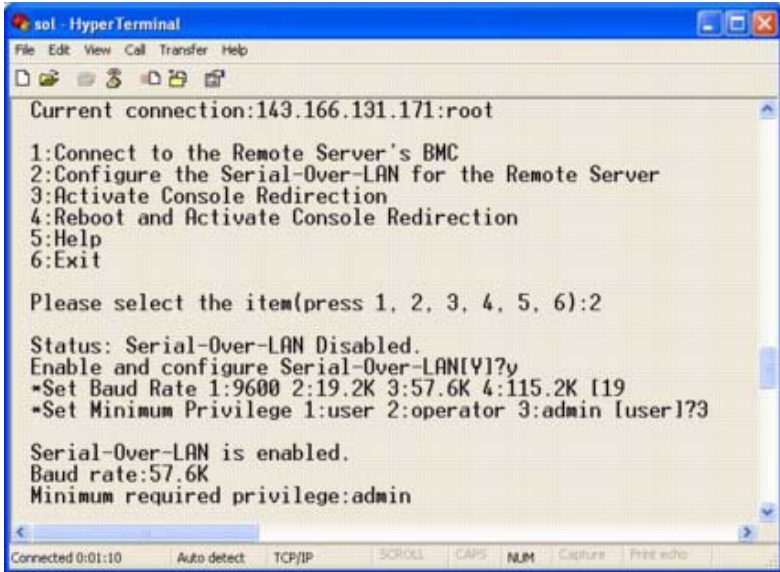 sol - HyperTerminal
File Edit View Call Transfer Help
Current connection:143.166.131.171:root
1:Connect to the Remote Server's BMC
2:Configure the Serial-Over-LAN for the Remote Server
3:Activate Console Redirection
4:Reboot and Activate Console Redirection
5:Help
6:Exit
Please select the item(press 1, 2, 3, 4, 5, 6):2
Status: Serial-Over-LAN Disabled.
Enable and configure Serial-Over-LAN[Y]?y
*Set Baud Rate 1:9600 2:19.2K 3:57.6K 4:115.2K [19
*Set Minimum Privilege 1:user 2:operator 3:admin [user]?3
Serial-Over-LAN is enabled.
Baud rate:57.6K
Minimum required privilege:admin
Connected 0:01:10 Auto detect TCP/IP SCROLL CAPS NUM Capture Print echo